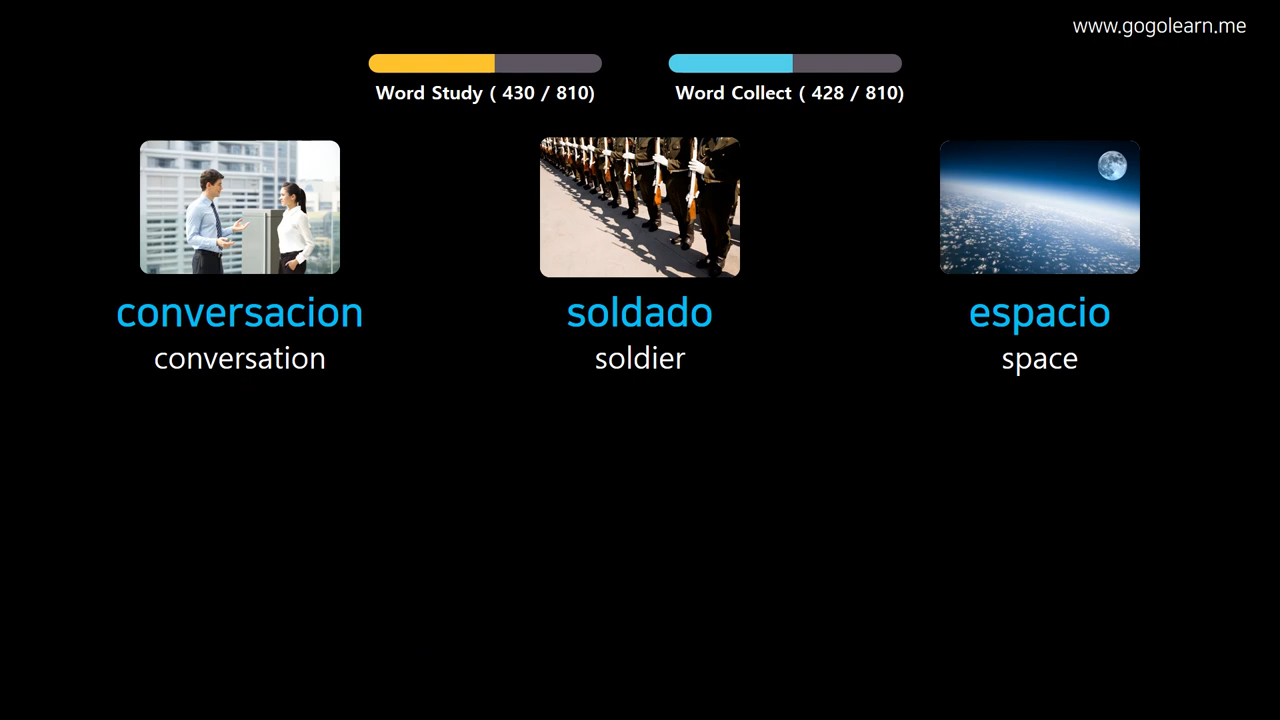 www.gogolearn.me
Word Study ( 430 / 810)
Word Collect ( 428 / 810)
conversacion
conversation
soldado
soldier
espacio
space